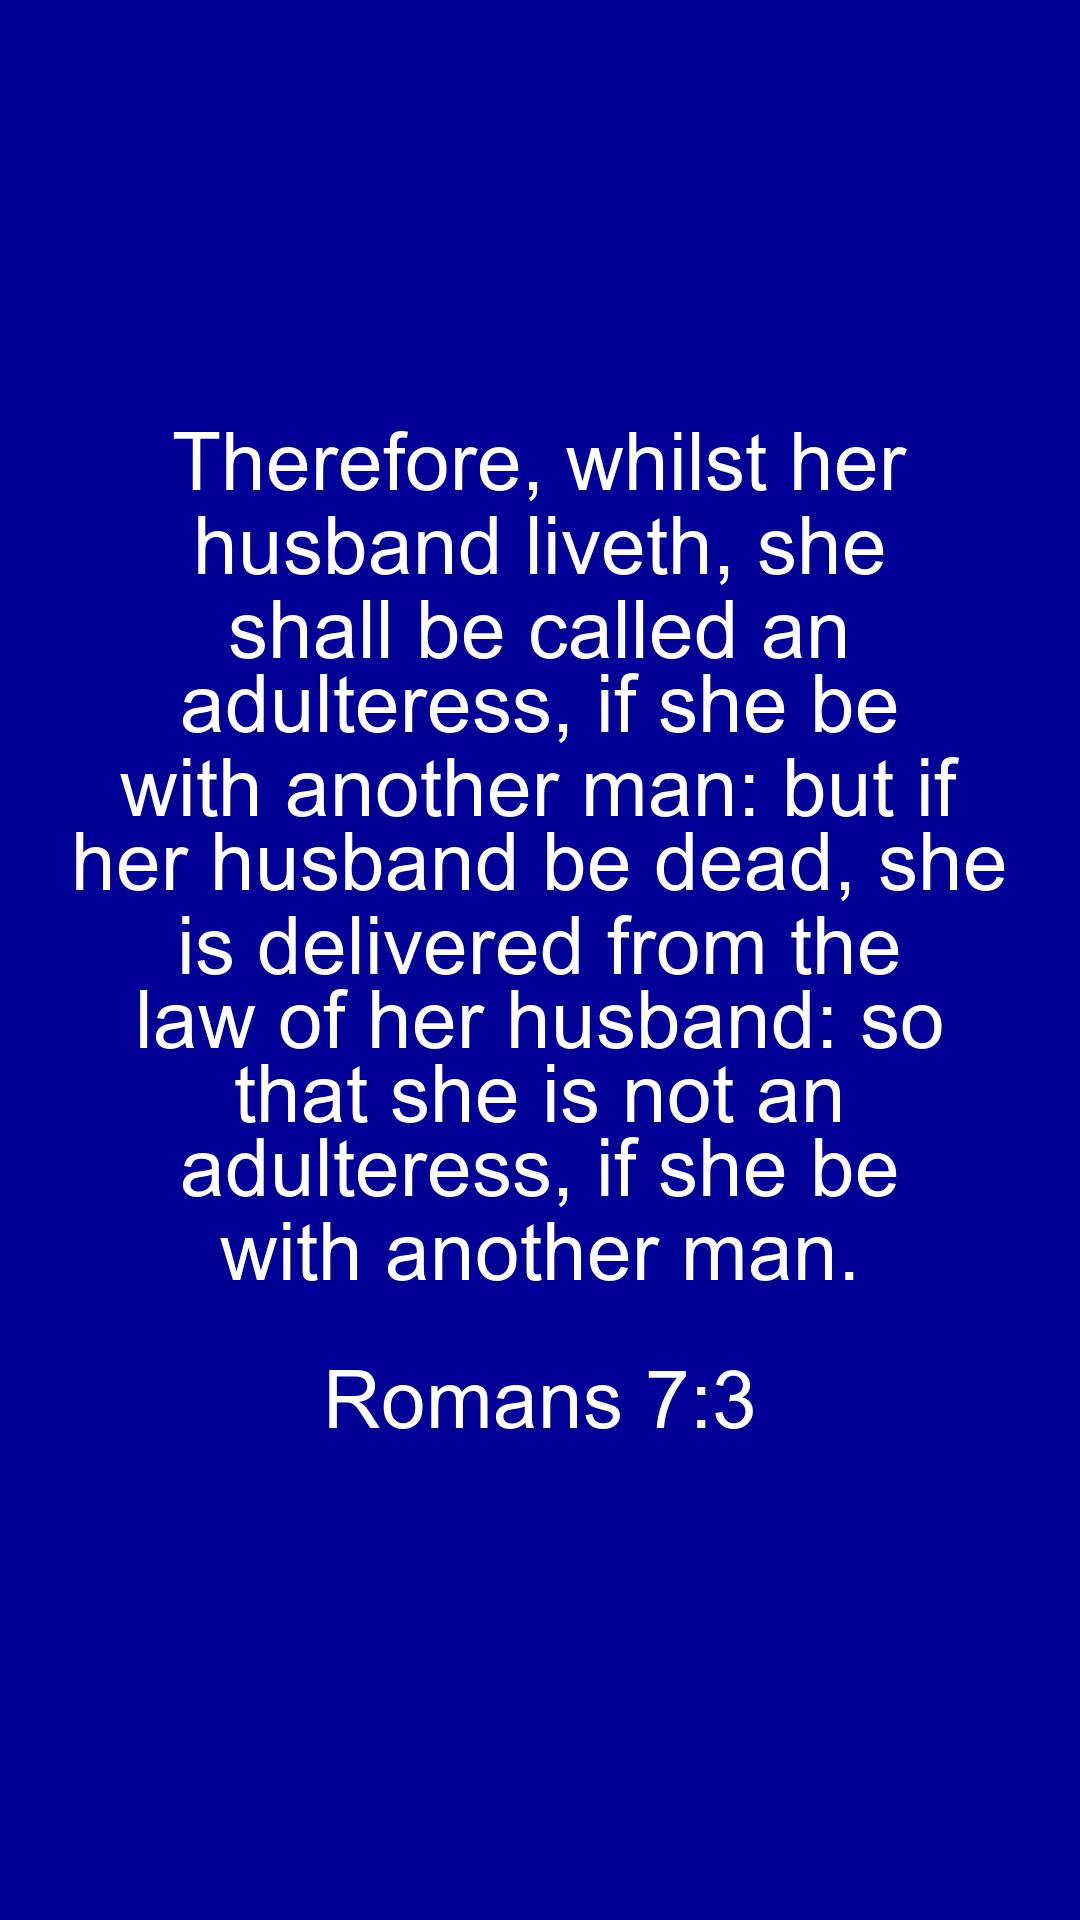 Therefore, whilst her
husband liveth, she
shall be called an
adulteress, if she be
with another man: but if
her husband be dead, she
is delivered from the
law of her husband: so
that she is not an
adulteress, if she be
with another man.
Romans 7:3